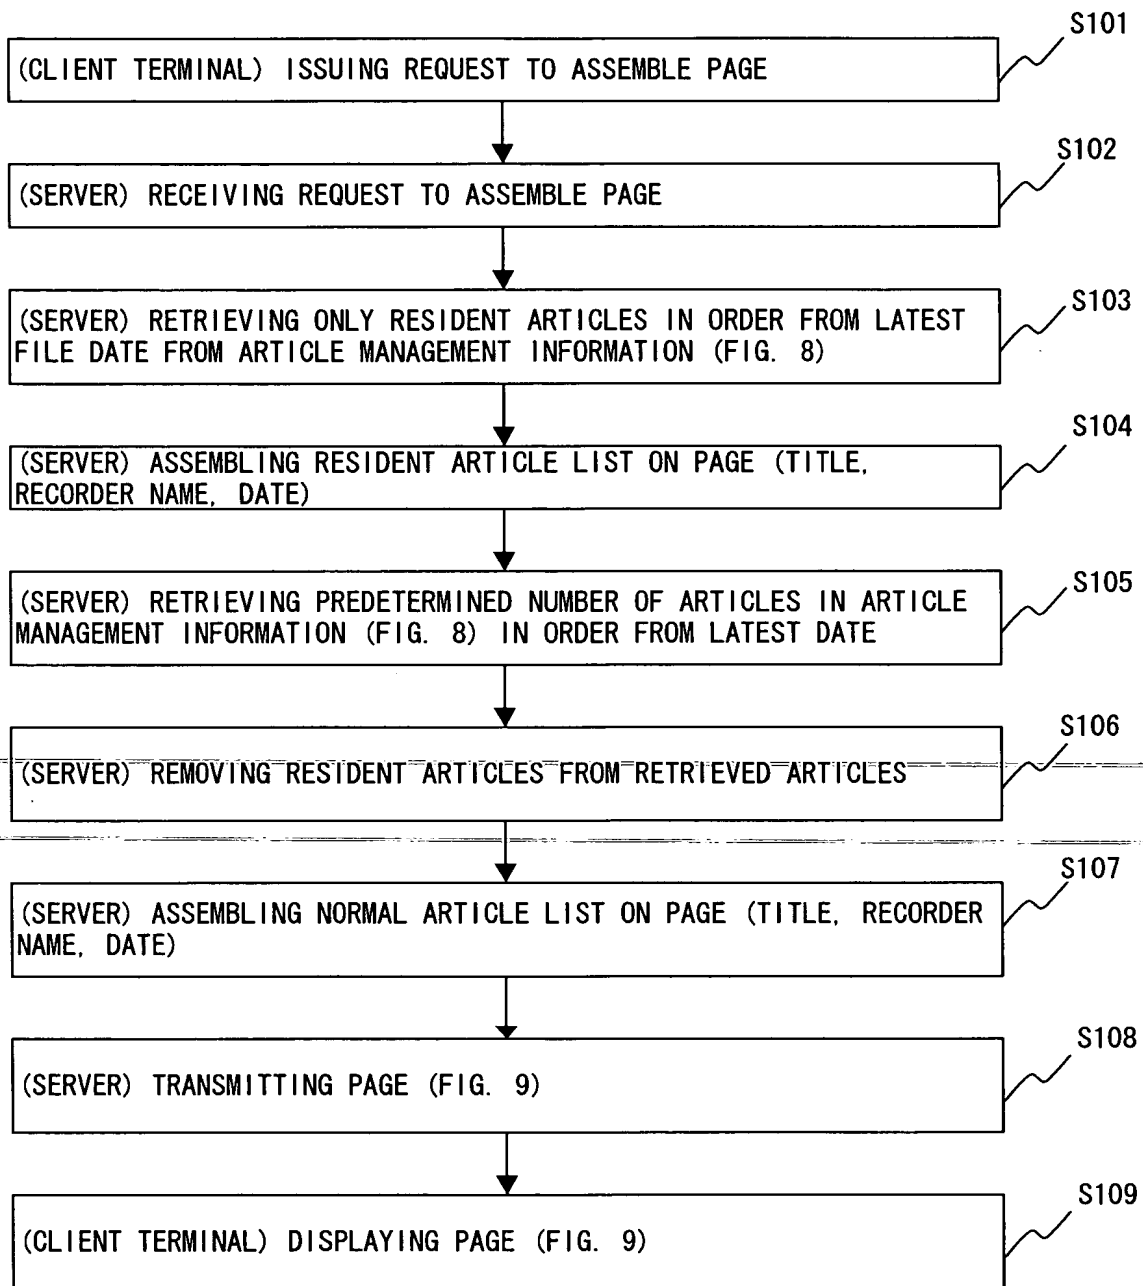 S101
(CLIENT TERMINAL) ISSUING REQUEST TO ASSEMBLE PAGE
S102
(SERVER) RECEIVING REQUEST TO ASSEMBLE PAGE
S103
(SERVER) RETRIEVING ONLY RESIDENT ARTICLES IN ORDER FROM LATEST
FILE DATE FROM ARTICLE MANAGEMENT INFORMATION (FIG. 8)
S104
(SERVER) ASSEMBLING RESIDENT ARTICLE LIST ON PAGE (TITLE,
RECORDER NAME, DATE)
S105
(SERVER) RETRIEVING PREDETERMINED NUMBER OF ARTICLES IN ARTICLE
MANAGEMENT INFORMATION (FIG. 8) IN ORDER FROM LATEST DATE
S106
(SERVER) REMOVING RESIDENT ARTICLES FROM RETRIEVED ARTICLES
S107
(SERVER) ASSEMBLING NORMAL ARTICLE LIST ON PAGE (TITLE, RECORDER
NAME, DATE)
S108
(SERVER) TRANSMITTING PAGE (FIG. 9)
S109
(CLIENT TERMINAL) DISPLAYING PAGE (FIG. 9)